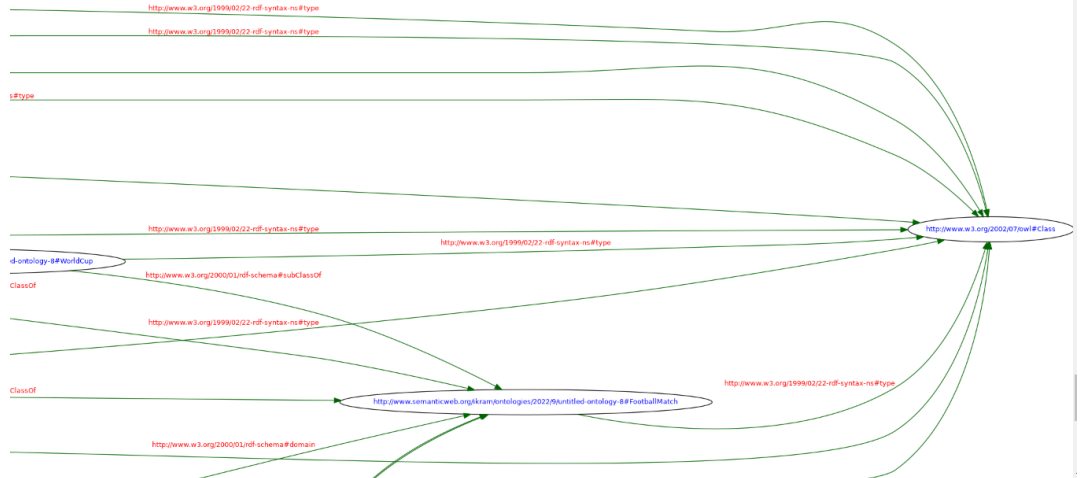 http://www.w3.org/1999/02/22-rdf-syntax-ns#type
http://www.w3.org/1999/02/22-rdf-syntax-ns#type
s#type
http://www.w3.org/1999/02/22-rdf-syntax-ns#type
http://www.w3.org/2002/07/owl#Class
http://www.w3.org/1999/02/22-rdf-syntax-ns#type
d-ontology-8#WorldCup
http://www.w3.org/2000/01/rdf-schema#subClassOf
ClassOf
http://www.w3.org/1999/02/22-rdf-syntax-ns#type
http://www.w3.org/1999/02/22-rdf-syntax-ns#type
ClassOf
http://www.semanticweb.org/ikram/ontologies/2022/9/untitled-ontology-8#FootballMatch
http://www.w3.org/2000/01/rdf-schema#domain